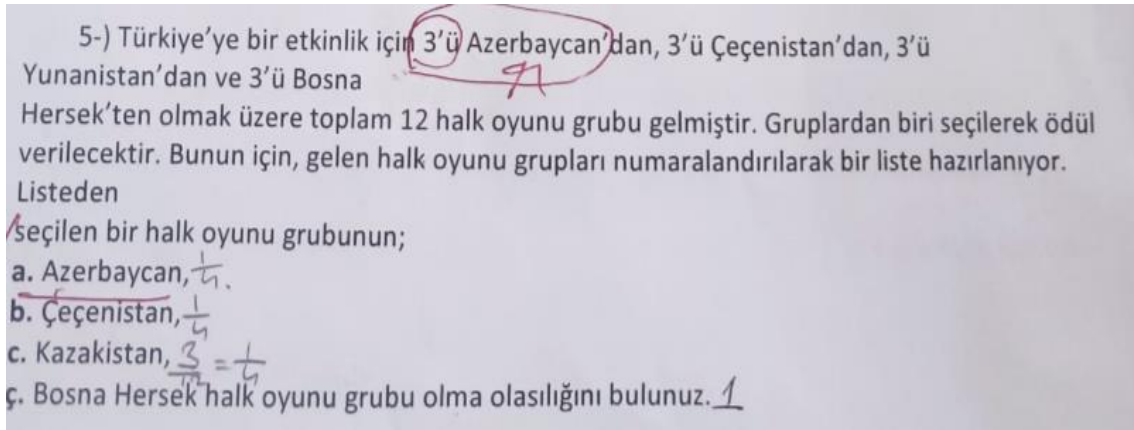 5-) Türkiye'ye bir etkinlik için 3'ü Azerbaycan'dan, 3'ü Çeçenistan'dan, 3'ü
Yunanistan'dan ve 3'ü Bosna
Hersek'ten olmak üzere toplam 12 halk oyunu grubu gelmiştir. Gruplardan biri seçilerek ödül
verilecektir. Bunun için, gelen halk oyunu grupları numaralandırılarak bir liste hazırlanıyor.
Listeden
seçilen bir halk oyunu grubunun;
a. Azerbaycan, 1/4.
b. Çeçenistan, 1/4
c. Kazakistan, 3/12 = 1/4
ç. Bosna Hersek halk oyunu grubu olma olasılığını bulunuz. 1